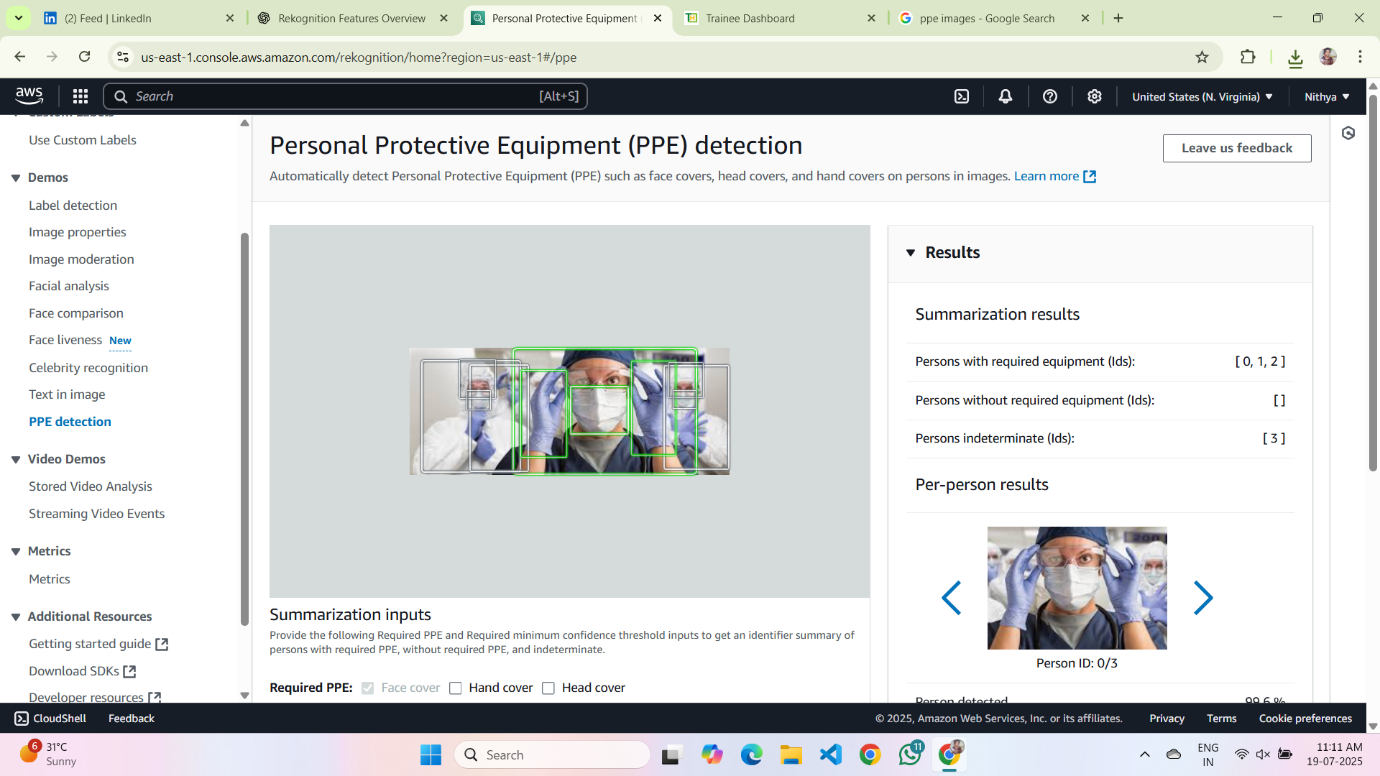 (2) Feed | LinkedIn
Rekognition Features Overview
Personal Protective Equipment
Trainee Dashboard
ppe images - Google Search
us-east-1.console.aws.amazon.com/rekognition/home?region=us-east-1#/ppe
aws
Search
[Alt+S]
United States (N. Virginia)
Nithya
Custom Labels
Use Custom Labels
Demos
Label detection
Image properties
Image moderation
Facial analysis
Face comparison
Face liveness New
Celebrity recognition
Text in image
PPE detection
Video Demos
Stored Video Analysis
Streaming Video Events
Metrics
Metrics
Additional Resources
Getting started guide
Download SDKs
Developer resources
Personal Protective Equipment (PPE) detection
Leave us feedback
Automatically detect Personal Protective Equipment (PPE) such as face covers, head covers, and hand covers on persons in images. Learn more
Summarization inputs
Provide the following Required PPE and Required minimum confidence threshold inputs to get an identifier summary of
persons with required PPE, without required PPE, and indeterminate.
Required PPE: Face cover Hand cover Head cover
Results
Summarization results
Persons with required equipment (Ids): [ 0, 1, 2 ]
Persons without required equipment (Ids): [ ]
Persons indeterminate (Ids): [ 3 ]
Per-person results
Person ID: 0/3
Person detected 99.6 %
CloudShell
Feedback
© 2025, Amazon Web Services, Inc. or its affiliates.
Privacy
Terms
Cookie preferences
6
31°C
Sunny
Search
11
ENG
IN
11:11 AM
19-07-2025